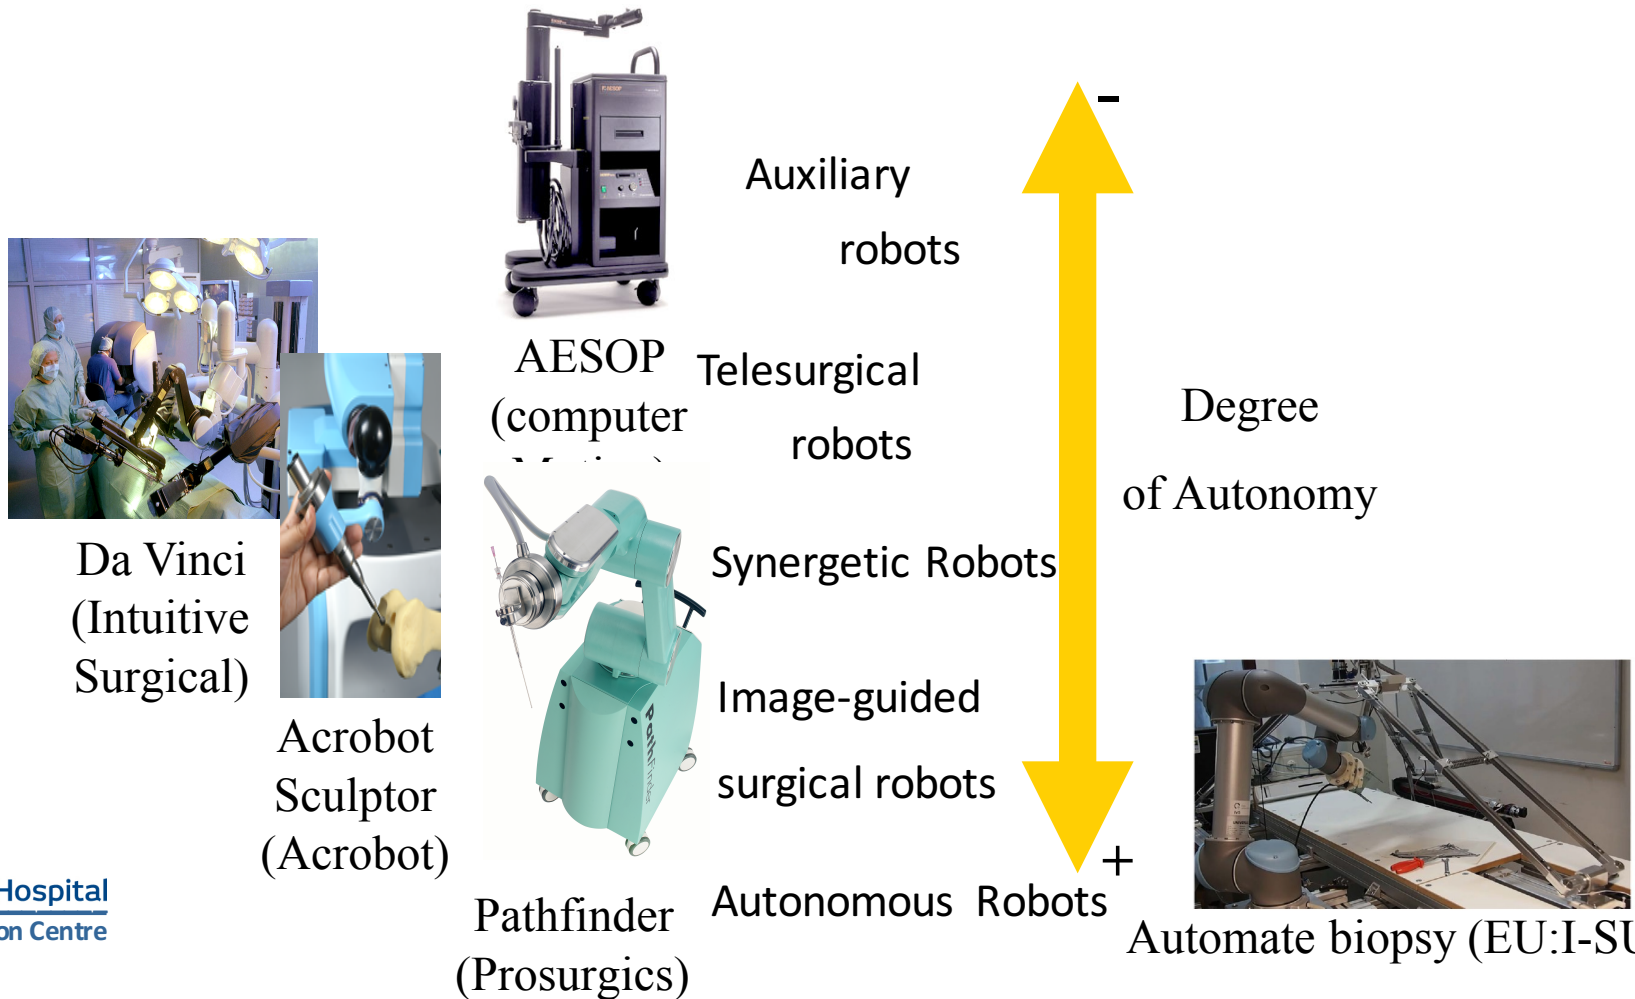 -
Auxiliary
robots
AESOP
(computer
Telesurgical
robots
Degree
of Autonomy
Da Vinci
(Intuitive
Surgical)
Synergetic Robots
Acrobot
Sculptor
(Acrobot)
PathFinder
Image-guided
surgical robots
+
Autonomous Robots
Pathfinder
(Prosurgics)
Automate biopsy (EU:I-SU
Hospital
on Centre